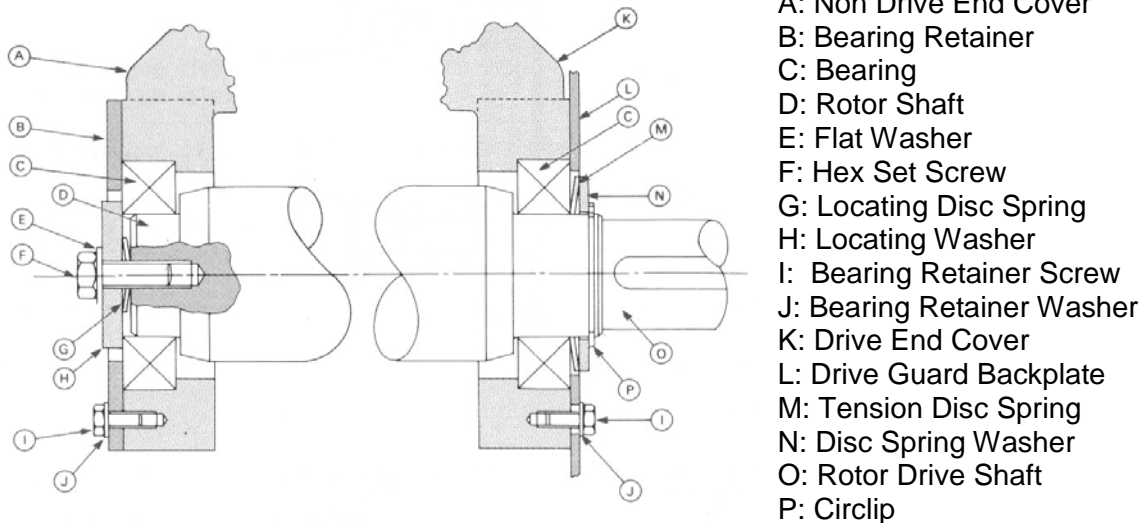 A: Non Drive End Cover
B: Bearing Retainer
C: Bearing
D: Rotor Shaft
E: Flat Washer
F: Hex Set Screw
G: Locating Disc Spring
H: Locating Washer
I: Bearing Retainer Screw
J: Bearing Retainer Washer
K: Drive End Cover
L: Drive Guard Backplate
M: Tension Disc Spring
N: Disc Spring Washer
O: Rotor Drive Shaft
P: Circlip
A
B
C
D
E
F
G
H
I
J
K
L
C
M
N
O
P
I
J